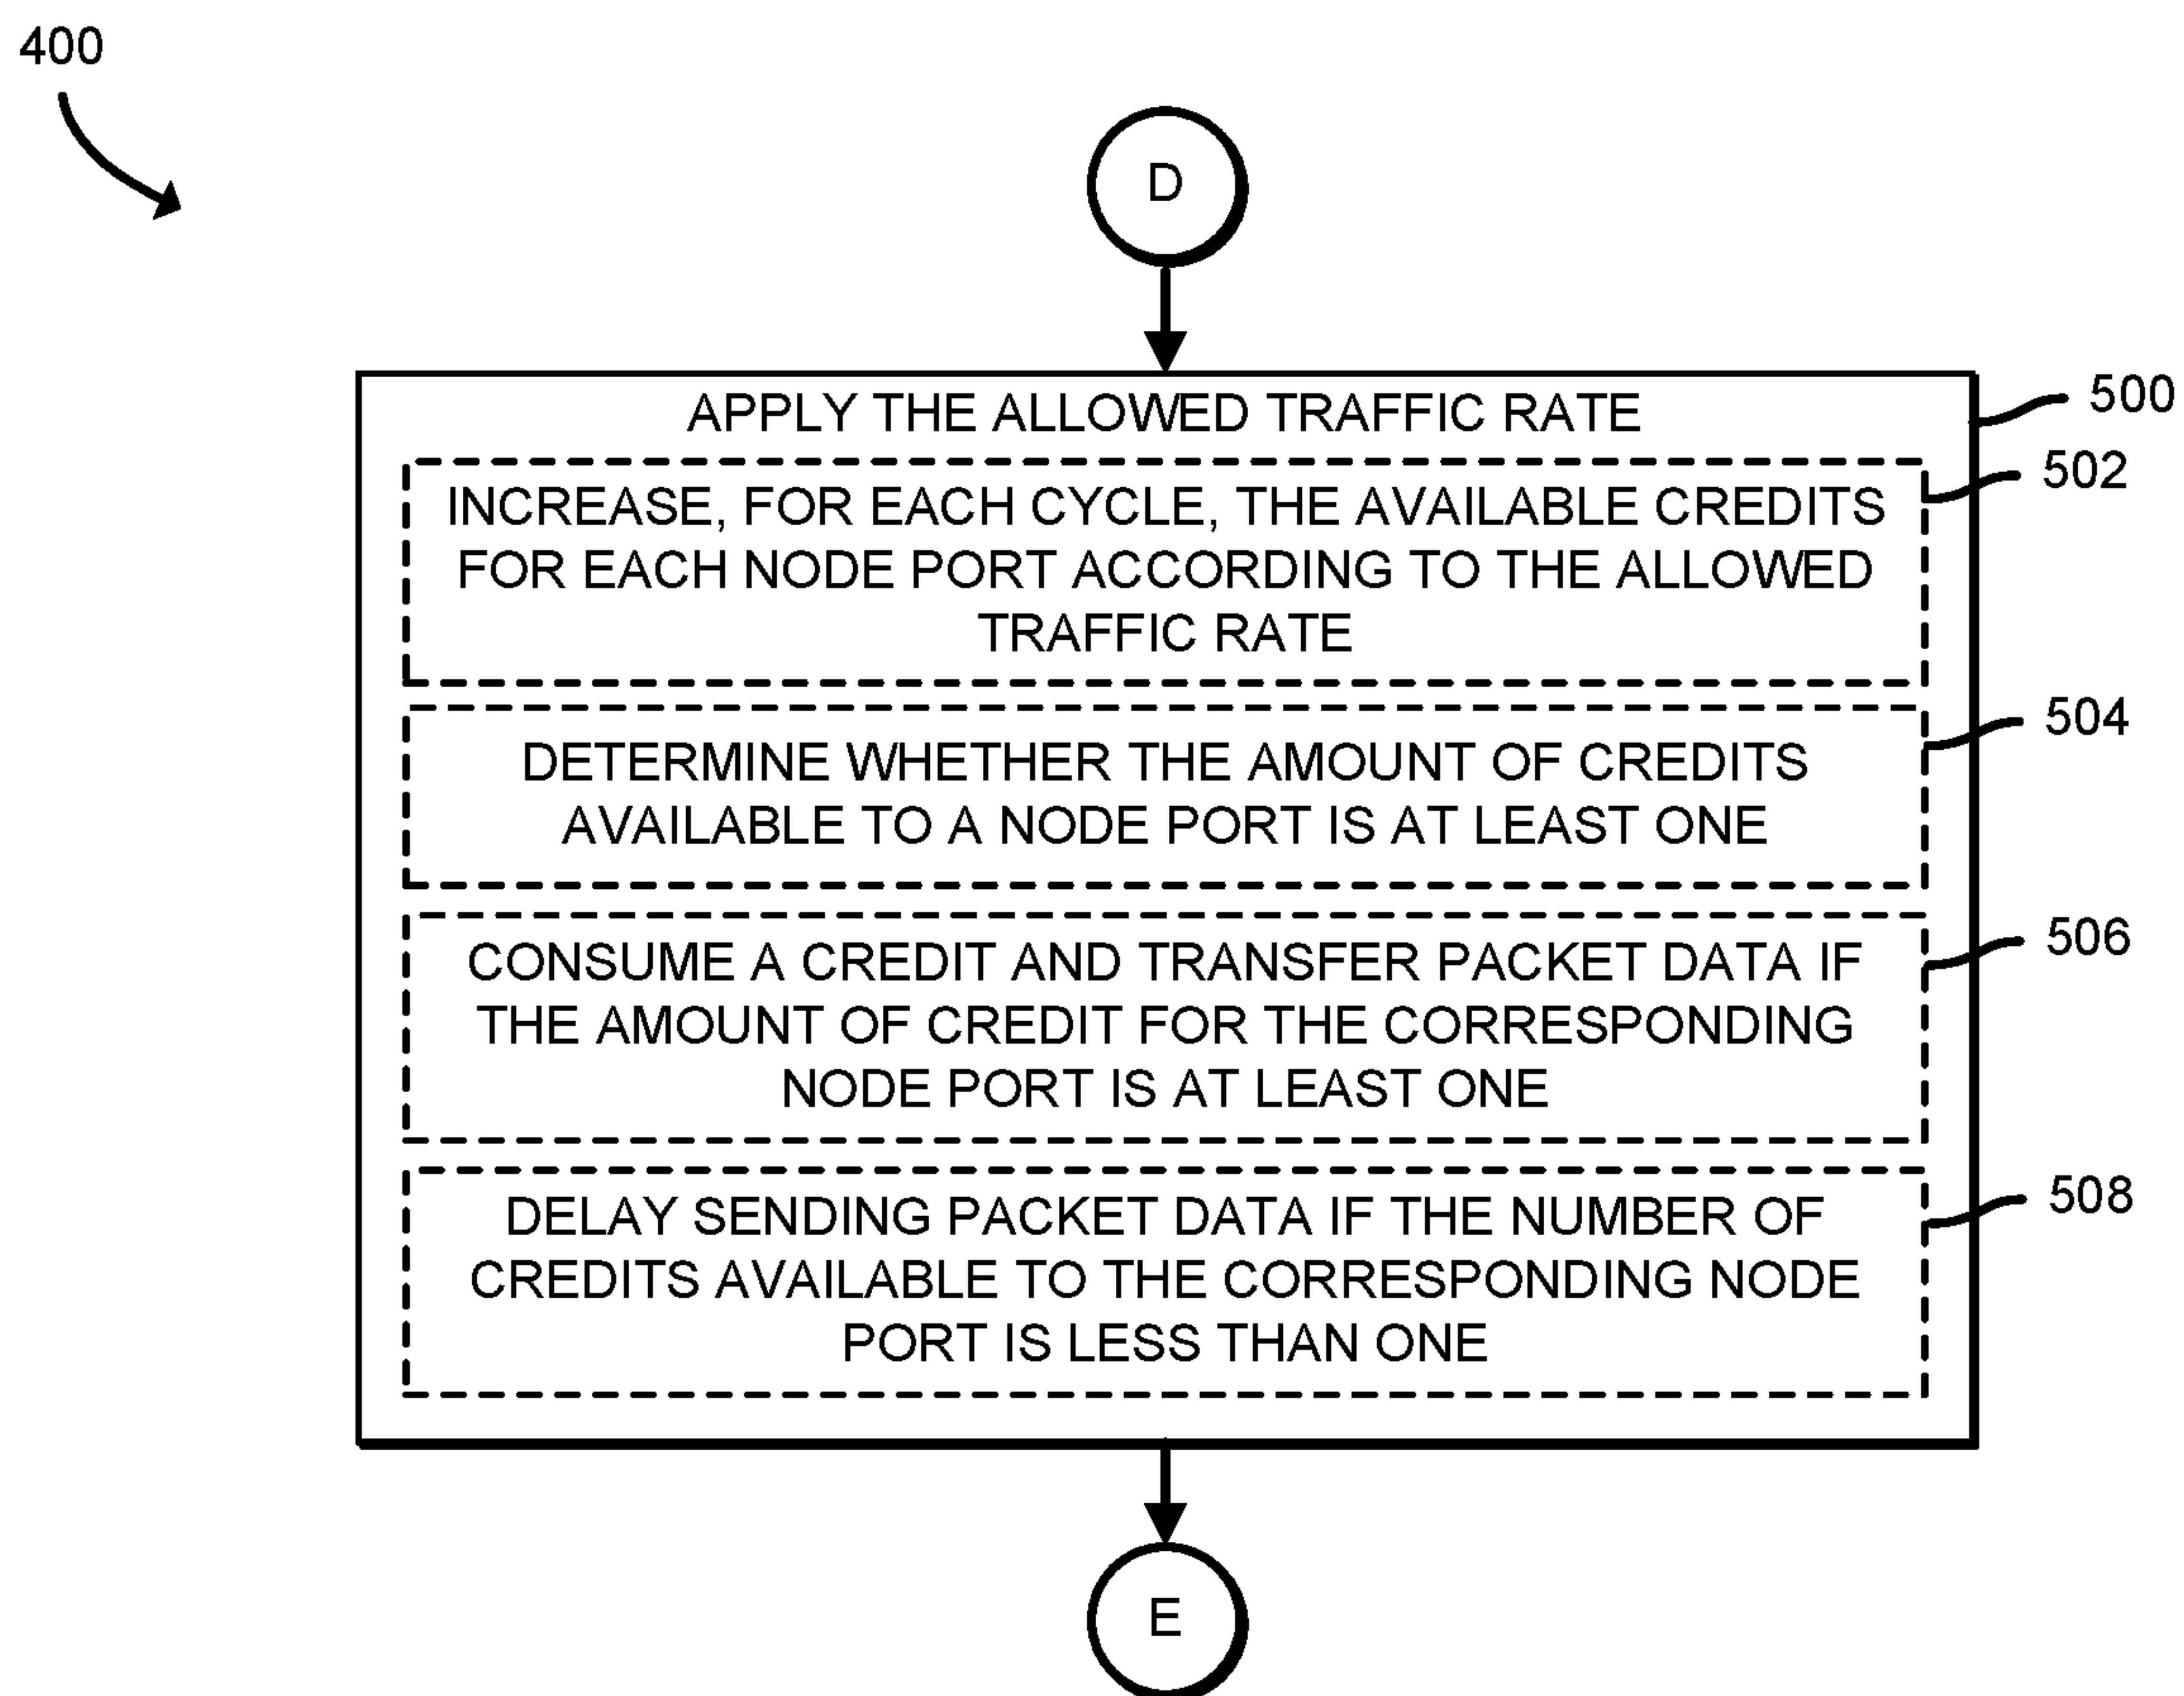 400
D
APPLY THE ALLOWED TRAFFIC RATE
500
INCREASE, FOR EACH CYCLE, THE AVAILABLE CREDITS
FOR EACH NODE PORT ACCORDING TO THE ALLOWED
TRAFFIC RATE
502
DETERMINE WHETHER THE AMOUNT OF CREDITS
AVAILABLE TO A NODE PORT IS AT LEAST ONE
504
CONSUME A CREDIT AND TRANSFER PACKET DATA IF
THE AMOUNT OF CREDIT FOR THE CORRESPONDING
NODE PORT IS AT LEAST ONE
506
DELAY SENDING PACKET DATA IF THE NUMBER OF
CREDITS AVAILABLE TO THE CORRESPONDING NODE
PORT IS LESS THAN ONE
508
E